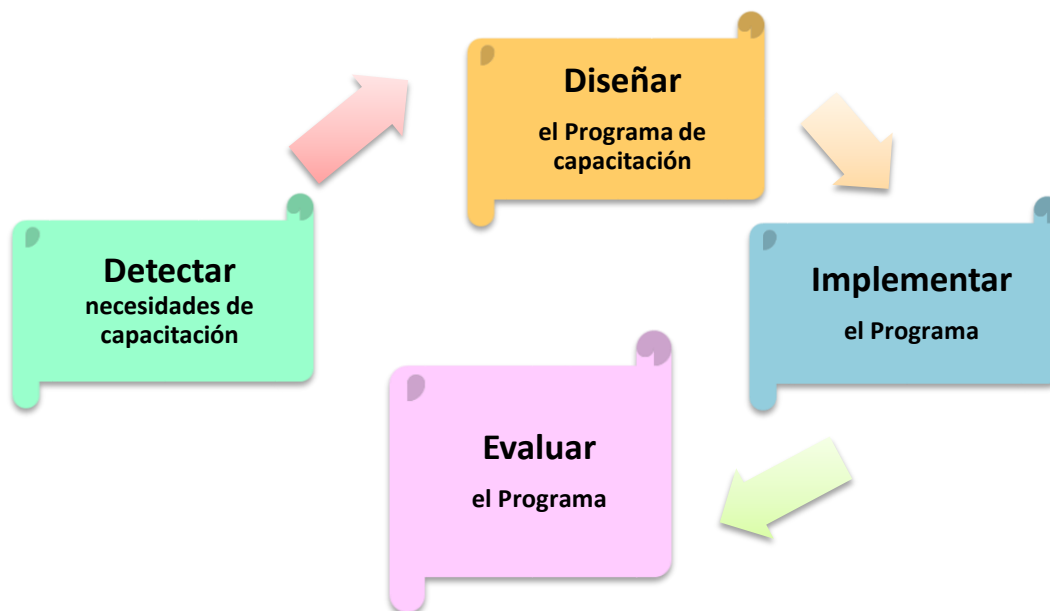 Detectar
necesidades de
capacitación
Diseñar
el Programa de
capacitación
Implementar
el Programa
Evaluar
el Programa